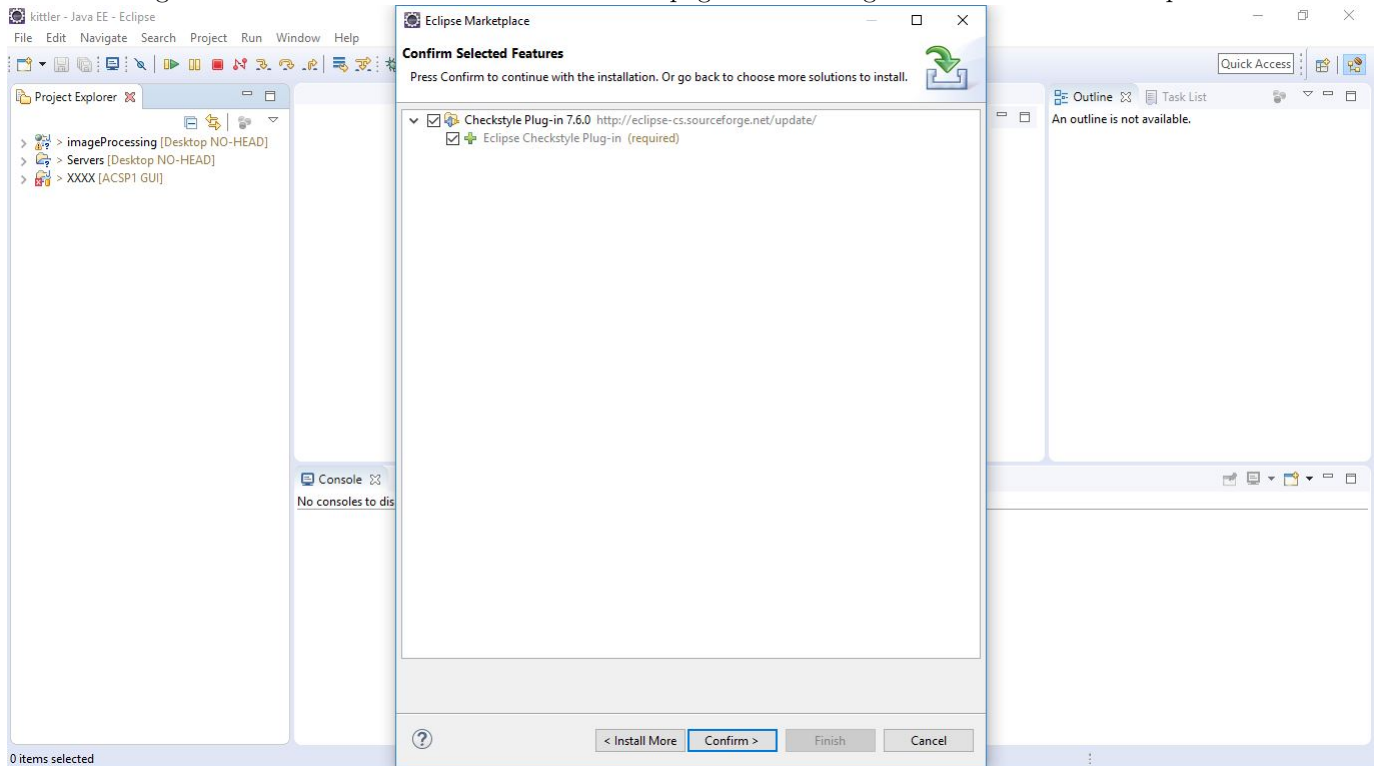 kittler - Java EE - Eclipse
File Edit Navigate Search Project Run Window Help
Quick Access
Project Explorer
> imageProcessing [Desktop NO-HEAD]
> Servers [Desktop NO-HEAD]
> XXXX [ACSP1 GUI]
Eclipse Marketplace
Confirm Selected Features
Press Confirm to continue with the installation. Or go back to choose more solutions to install.
Checkstyle Plug-in 7.6.0 http://eclipse-cs.sourceforge.net/update/
Eclipse Checkstyle Plug-in (required)
< Install More
Confirm >
Finish
Cancel
Outline
Task List
An outline is not available.
Console
No consoles to dis
0 items selected